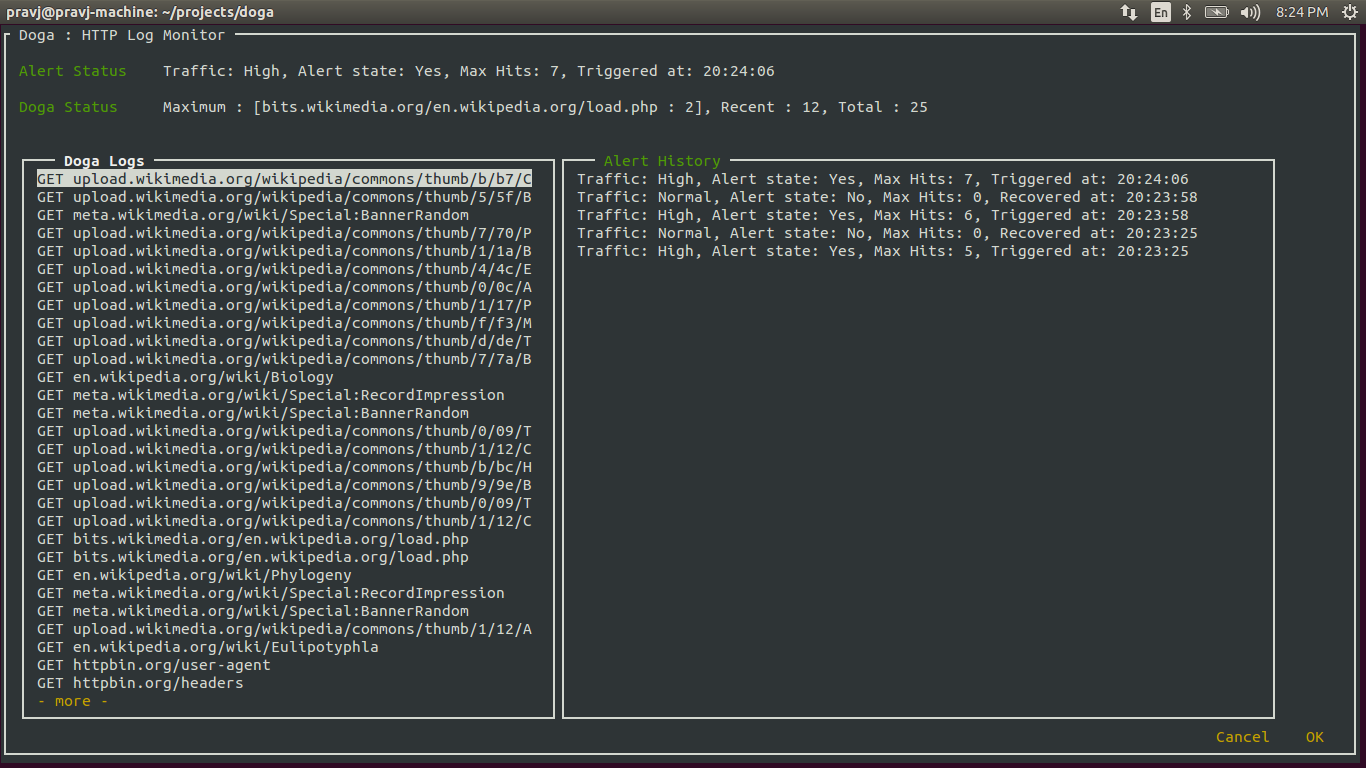 pravj@pravj-machine: ~/projects/doga
En
8:24 PM
Doga : HTTP Log Monitor
Alert Status Traffic: High, Alert state: Yes, Max Hits: 7, Triggered at: 20:24:06
Doga Status Maximum : [bits.wikimedia.org/en.wikipedia.org/load.php : 2], Recent : 12, Total : 25
Doga Logs
GET upload.wikimedia.org/wikipedia/commons/thumb/b/b7/C
GET upload.wikimedia.org/wikipedia/commons/thumb/5/5f/B
GET meta.wikimedia.org/wiki/Special:BannerRandom
GET upload.wikimedia.org/wikipedia/commons/thumb/7/70/P
GET upload.wikimedia.org/wikipedia/commons/thumb/1/1a/B
GET upload.wikimedia.org/wikipedia/commons/thumb/4/4c/E
GET upload.wikimedia.org/wikipedia/commons/thumb/0/0c/A
GET upload.wikimedia.org/wikipedia/commons/thumb/1/17/P
GET upload.wikimedia.org/wikipedia/commons/thumb/f/f3/M
GET upload.wikimedia.org/wikipedia/commons/thumb/d/de/T
GET upload.wikimedia.org/wikipedia/commons/thumb/7/7a/B
GET en.wikipedia.org/wiki/Biology
GET meta.wikimedia.org/wiki/Special:RecordImpression
GET meta.wikimedia.org/wiki/Special:BannerRandom
GET upload.wikimedia.org/wikipedia/commons/thumb/0/09/T
GET upload.wikimedia.org/wikipedia/commons/thumb/1/12/C
GET upload.wikimedia.org/wikipedia/commons/thumb/b/bc/H
GET upload.wikimedia.org/wikipedia/commons/thumb/9/9e/B
GET upload.wikimedia.org/wikipedia/commons/thumb/0/09/T
GET upload.wikimedia.org/wikipedia/commons/thumb/1/12/C
GET bits.wikimedia.org/en.wikipedia.org/load.php
GET bits.wikimedia.org/en.wikipedia.org/load.php
GET en.wikipedia.org/wiki/Phylogeny
GET meta.wikimedia.org/wiki/Special:RecordImpression
GET meta.wikimedia.org/wiki/Special:BannerRandom
GET upload.wikimedia.org/wikipedia/commons/thumb/1/12/A
GET en.wikipedia.org/wiki/Eulipotyphla
GET httpbin.org/user-agent
GET httpbin.org/headers
- more -
Alert History
Traffic: High, Alert state: Yes, Max Hits: 7, Triggered at: 20:24:06
Traffic: Normal, Alert state: No, Max Hits: 0, Recovered at: 20:23:58
Traffic: High, Alert state: Yes, Max Hits: 6, Triggered at: 20:23:58
Traffic: Normal, Alert state: No, Max Hits: 0, Recovered at: 20:23:25
Traffic: High, Alert state: Yes, Max Hits: 5, Triggered at: 20:23:25
Cancel OK